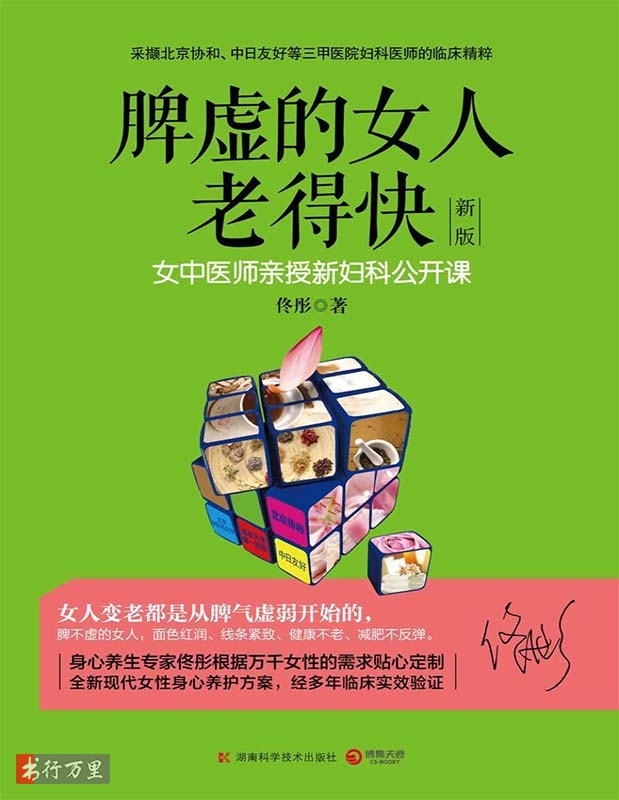 采撷北京协和、中日友好等三甲医院妇科医师的临床精粹
脾虚的女人
老得快
新版
女中医师亲授新妇科公开课
佟彤◎著
北京协和
中日友好
女人变老都是从脾气虚弱开始的，
脾不虚的女人，面色红润、线条紧致、健康不老、减肥不反弹。
身心养生专家佟彤根据万千女性的需求贴心定制
全新现代女性身心养护方案，经多年临床实效验证
佟彤
湖南科学技术出版社
博集天卷
CS-BOOKY
书行万里